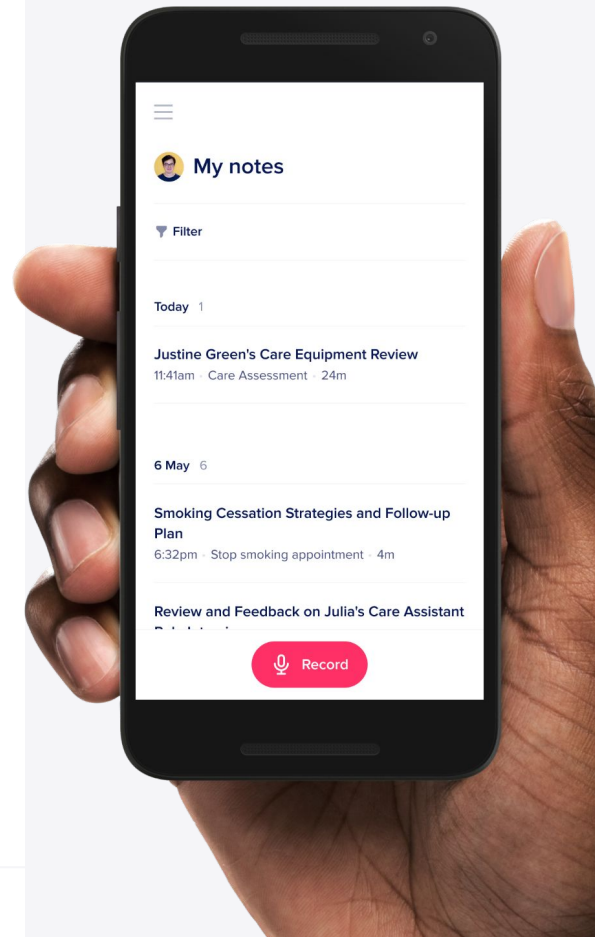 My notes
Filter
Today 1
Justine Green's Care Equipment Review
11:41am · Care Assessment · 24m
6 May 6
Smoking Cessation Strategies and Follow-up
Plan
6:32pm · Stop smoking appointment · 4m
Review and Feedback on Julia's Care Assistant
Record